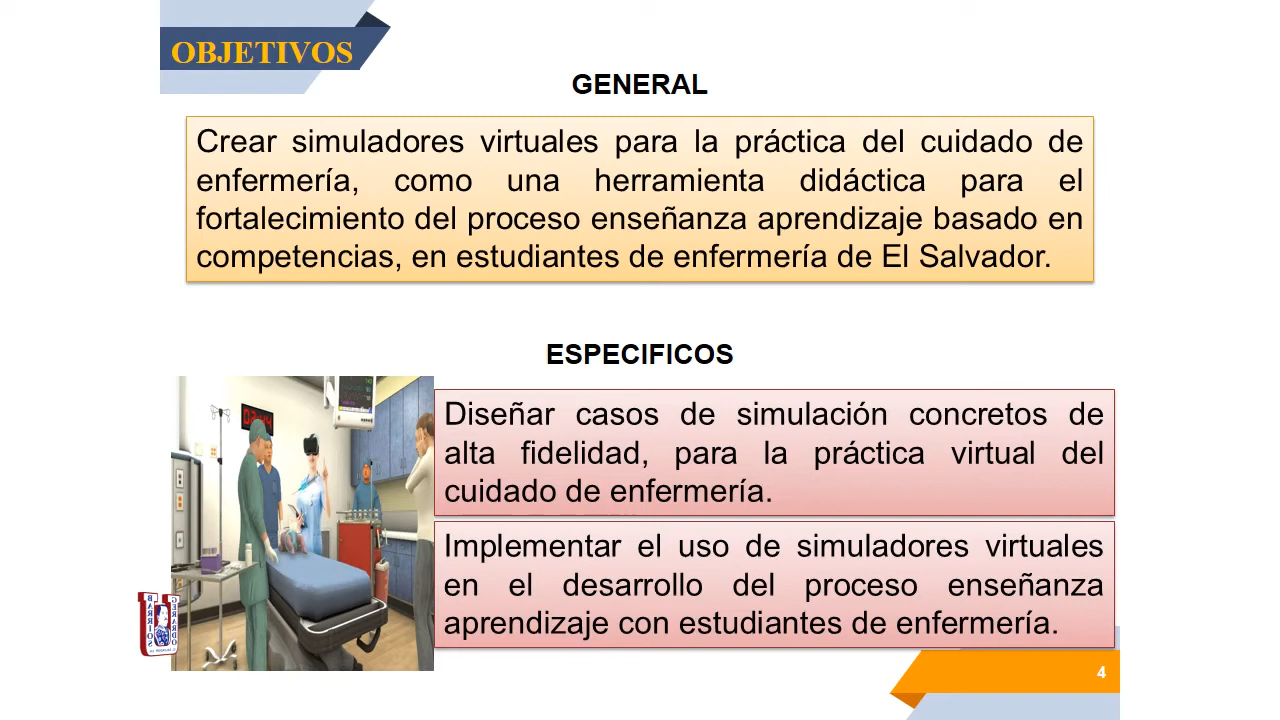 OBJETIVOS
GENERAL
Crear simuladores virtuales para la práctica del cuidado de
enfermería, como una herramienta didáctica para el
fortalecimiento del proceso enseñanza aprendizaje basado en
competencias, en estudiantes de enfermería de El Salvador.
ESPECIFICOS
Diseñar casos de simulación concretos de
alta fidelidad, para la práctica virtual del
cuidado de enfermería.
Implementar el uso de simuladores virtuales
en el desarrollo del proceso enseñanza
aprendizaje con estudiantes de enfermería.
GERARDO
BARRIOS
4